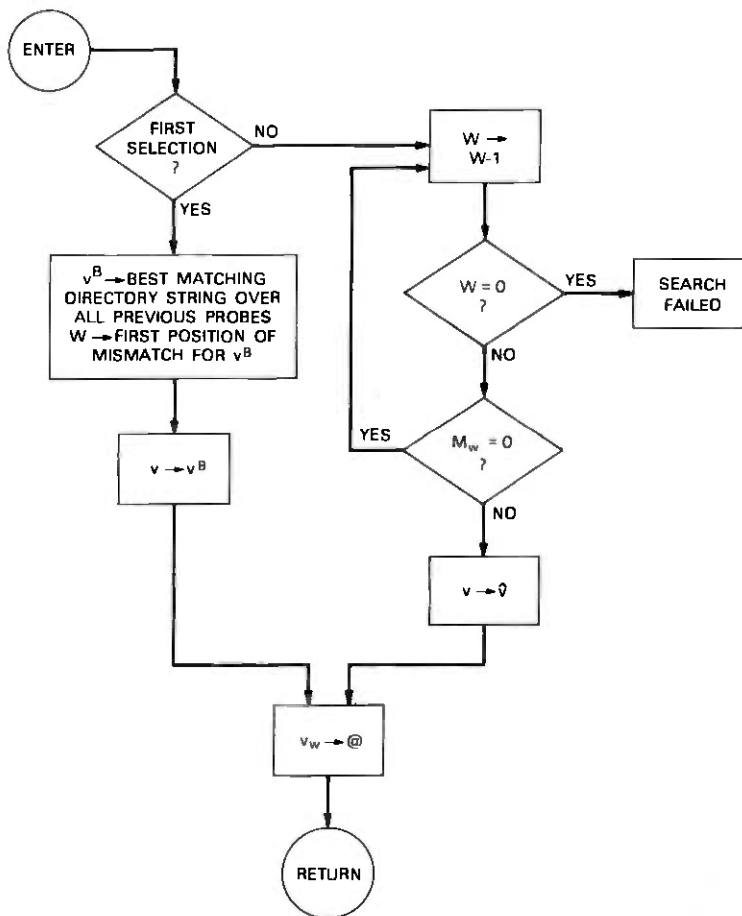 ENTER
FIRST
SELECTION
?
NO
YES
W →
W-1
v^B → BEST MATCHING
DIRECTORY STRING OVER
ALL PREVIOUS PROBES
W → FIRST POSITION OF
MISMATCH FOR v^B
W = 0
?
YES
NO
SEARCH
FAILED
v → v^B
M_w = 0
?
YES
NO
v → v̂
v_w → @
RETURN